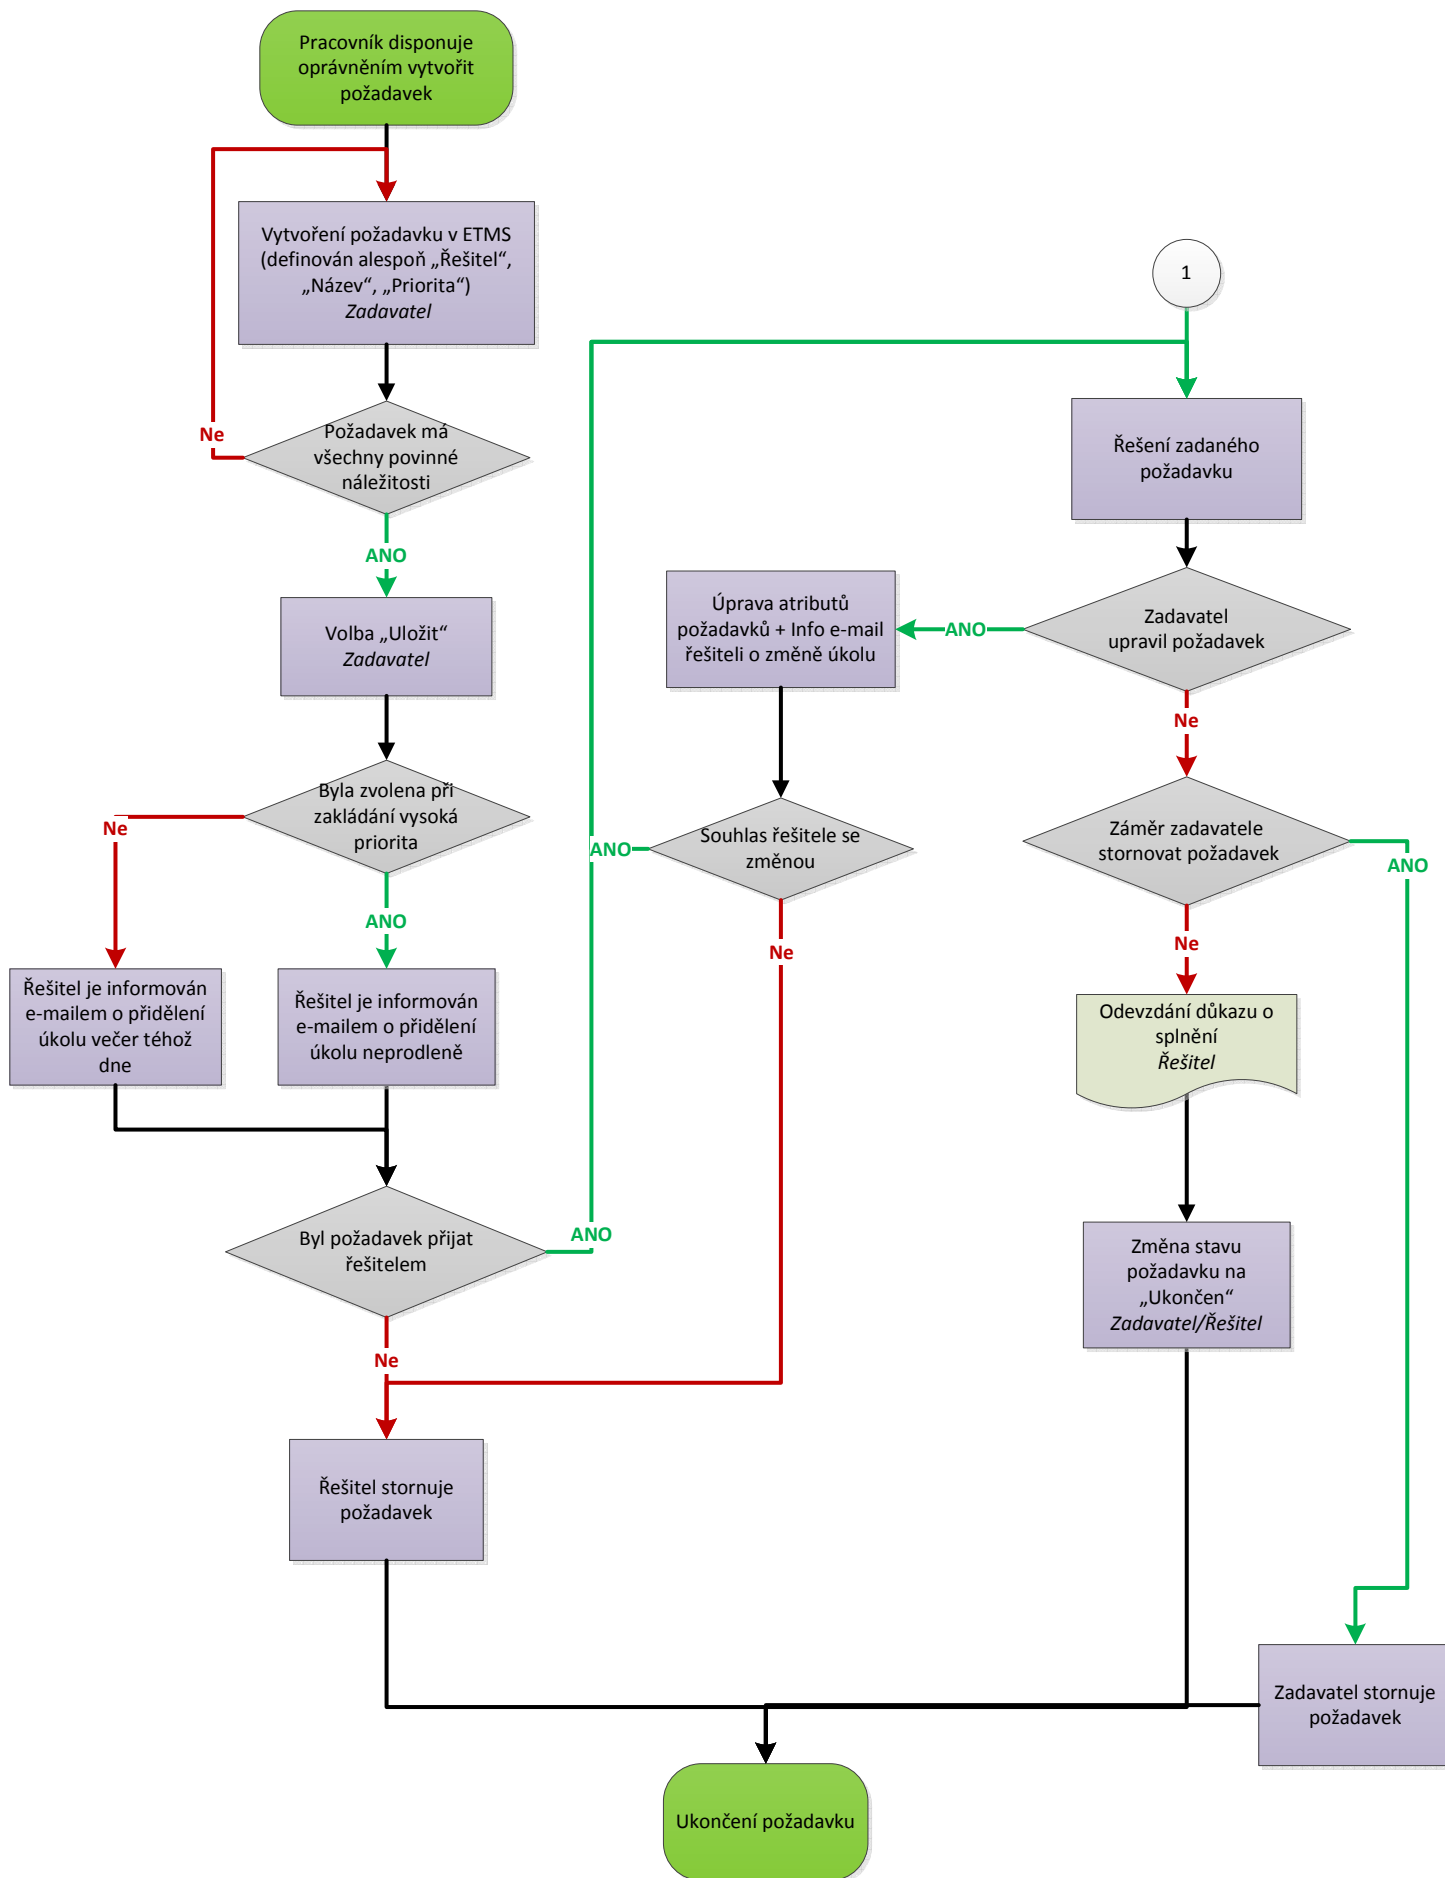 Pracovník disponuje
oprávněním vytvořit
požadavek
Vytvoření požadavku v ETMS
(definován alespoň „Řešitel“,
„Název“, „Priorita“)
Zadavatel
Ne
Požadavek má
všechny povinné
náležitosti
ANO
Volba „Uložit“
Zadavatel
Byla zvolena při
zakládání vysoká
priorita
Ne
ANO
Řešitel je informován
e-mailem o přidělení
úkolu večer téhož
dne
Řešitel je informován
e-mailem o přidělení
úkolu neprodleně
Byl požadavek přijat
řešitelem
ANO
Ne
Řešitel stornuje
požadavek
1
Řešení zadaného
požadavku
Zadavatel
upravil požadavek
ANO
Úprava atributů
požadavků + Info e-mail
řešiteli o změně úkolu
Souhlas řešitele se
změnou
ANO
Ne
Ne
Záměr zadavatele
stornovat požadavek
ANO
Ne
Odevzdání důkazu o
splnění
Řešitel
Změna stavu
požadavku na
„Ukončen“
Zadavatel/Řešitel
Zadavatel stornuje
požadavek
Ukončení požadavku